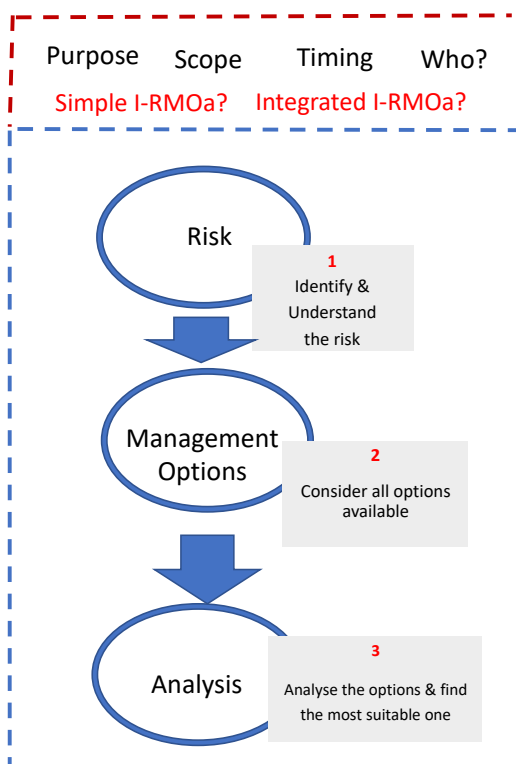 Purpose Scope Timing Who?
Simple I-RMOa? Integrated I-RMOa?
Risk
1
Identify &
Understand
the risk
Management
Options
2
Consider all options
available
Analysis
3
Analyse the options & find
the most suitable one